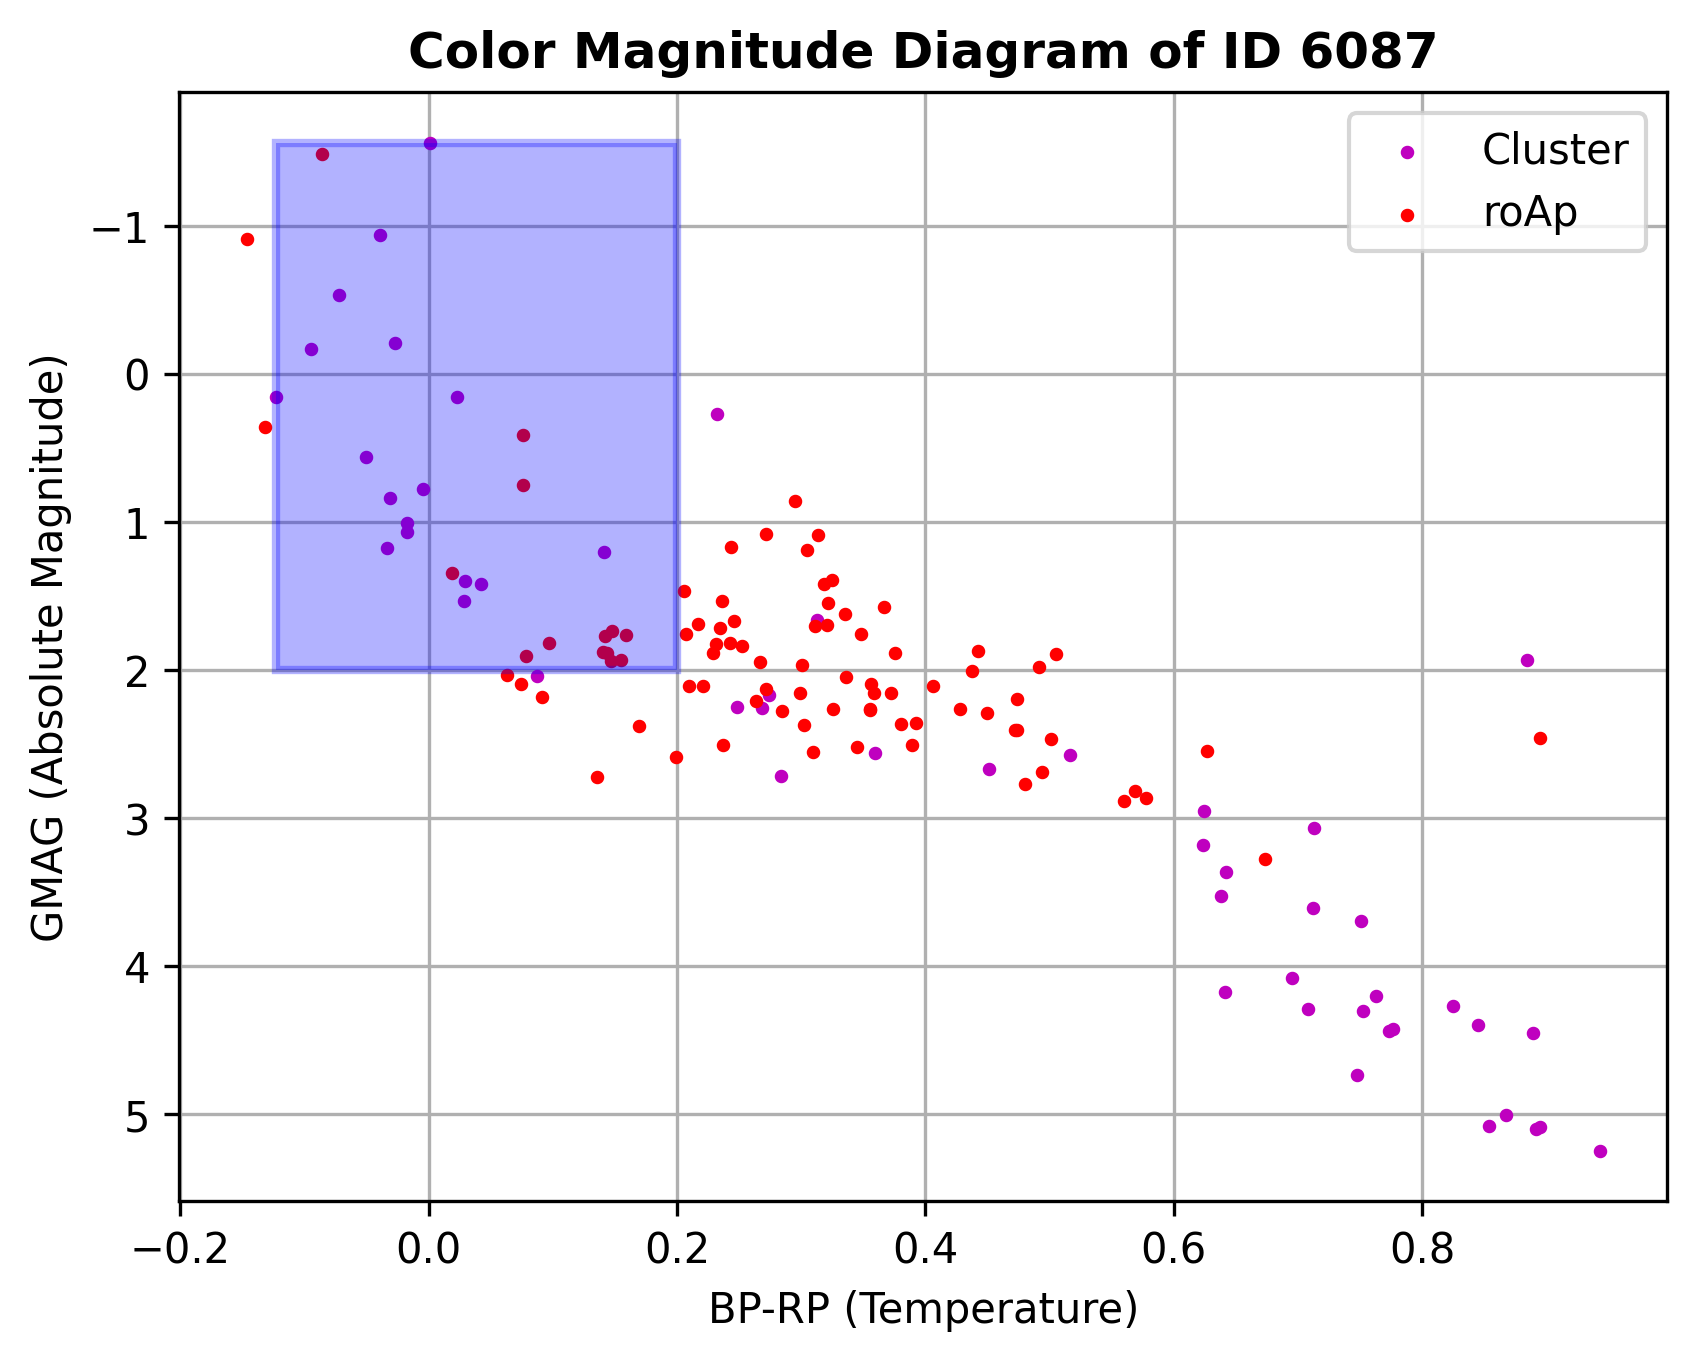 Color Magnitude Diagram of ID 6087
Cluster
roAp
−1
0
1
2
3
4
5
GMAG (Absolute Magnitude)
−0.2 0.0 0.2 0.4 0.6 0.8
BP-RP (Temperature)